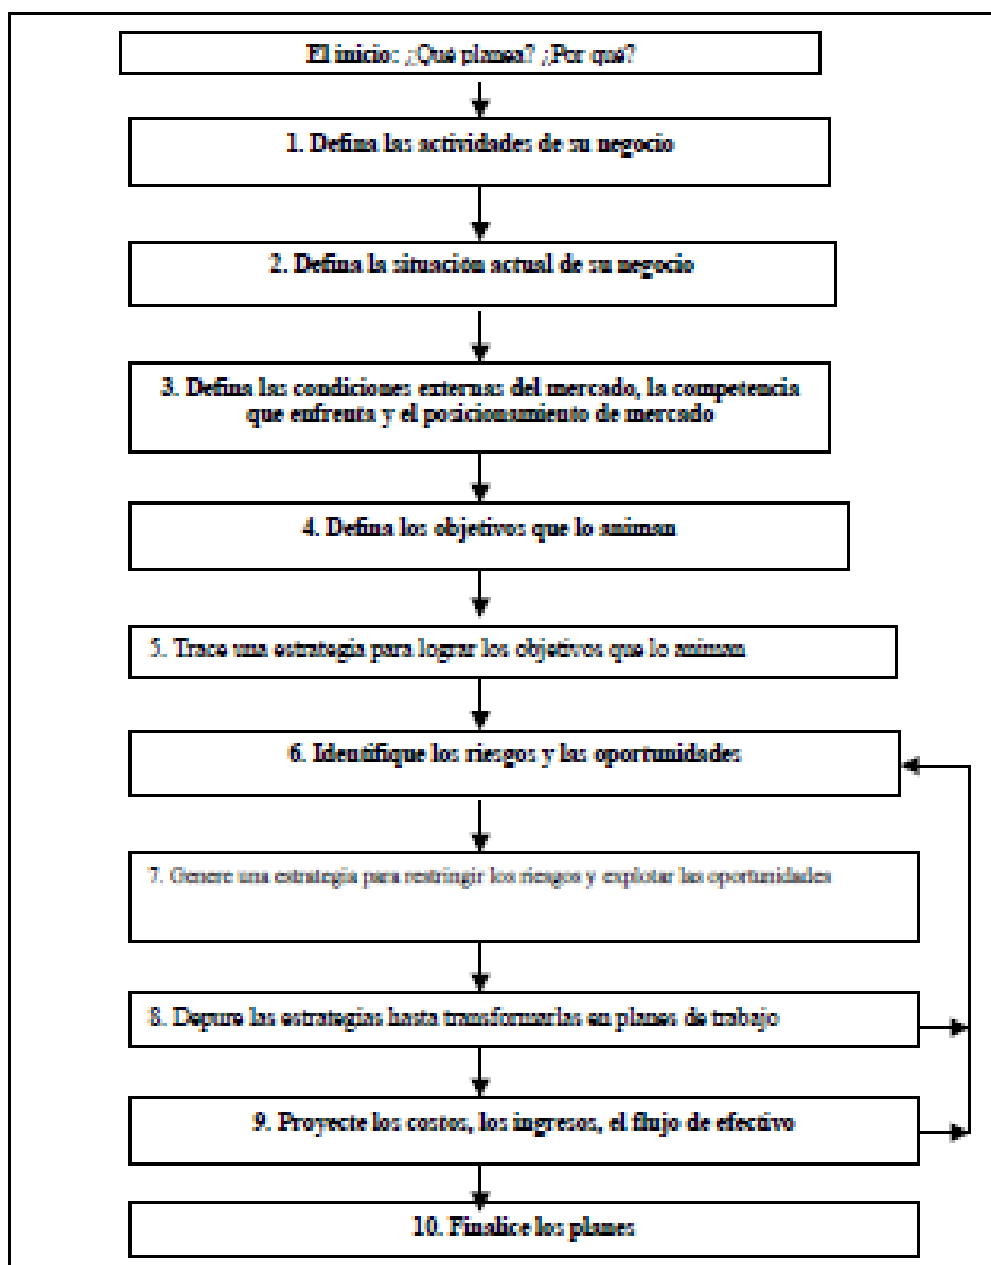 El inicio: ¿Qué planea? ¿Por qué?
1. Defina las actividades de su negocio
2. Defina la situación actual de su negocio
3. Defina las condiciones externas del mercado, la competencia
que enfrenta y el posicionamiento de mercado
4. Defina los objetivos que lo animan
5. Trace una estrategia para lograr los objetivos que lo animan
6. Identifique los riesgos y las oportunidades
7. Genere una estrategia para restringir los riesgos y explotar las oportunidades
8. Depure las estrategias hasta transformarlas en planes de trabajo
9. Proyecte los costos, los ingresos, el flujo de efectivo
10. Finalice los planes